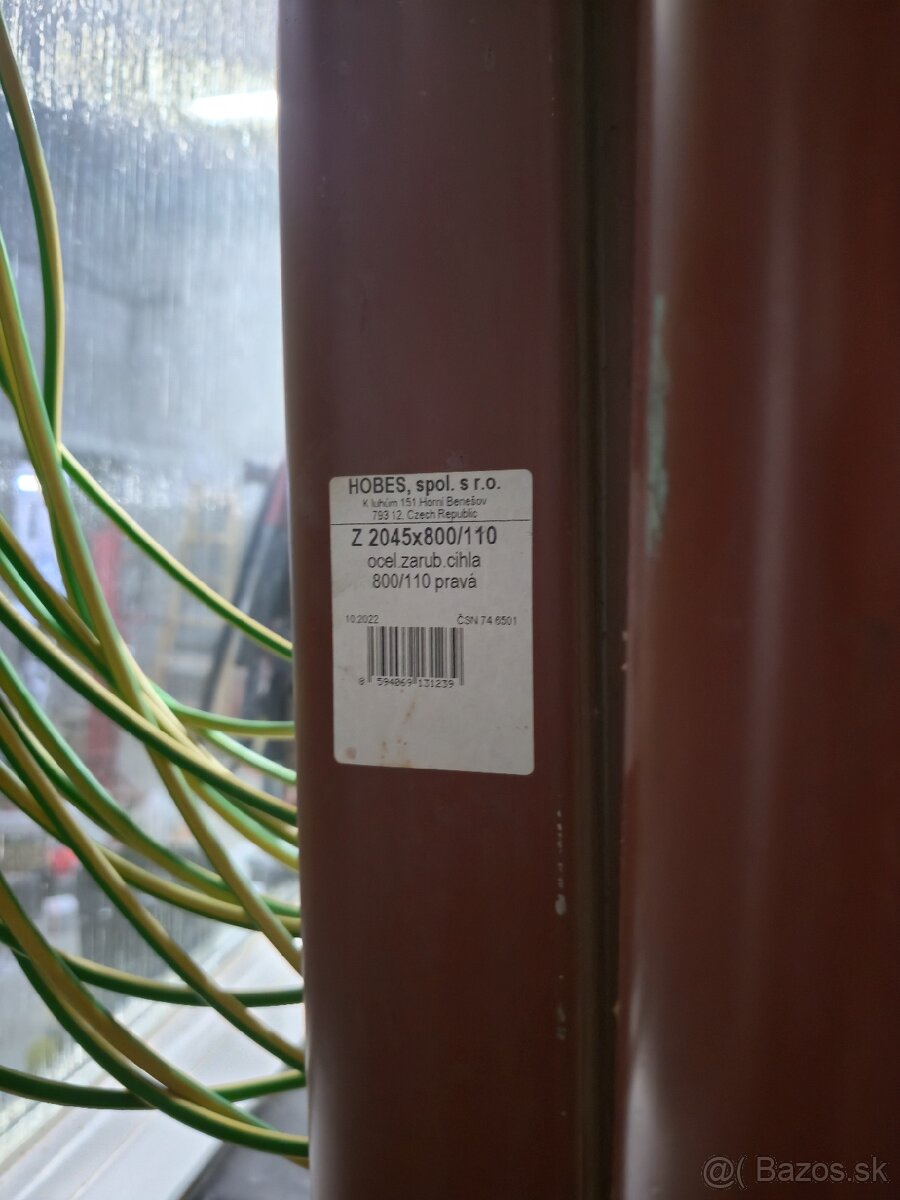 HOBES, spol. s r.o.
K luhům 151 Horní Benešov
793 12, Czech Republic
Z 2045x800/110
ocel.zarub.cihla
800/110 pravá
10.2022 ČSN 74 6501
0 594069 131239
@( Bazos.sk